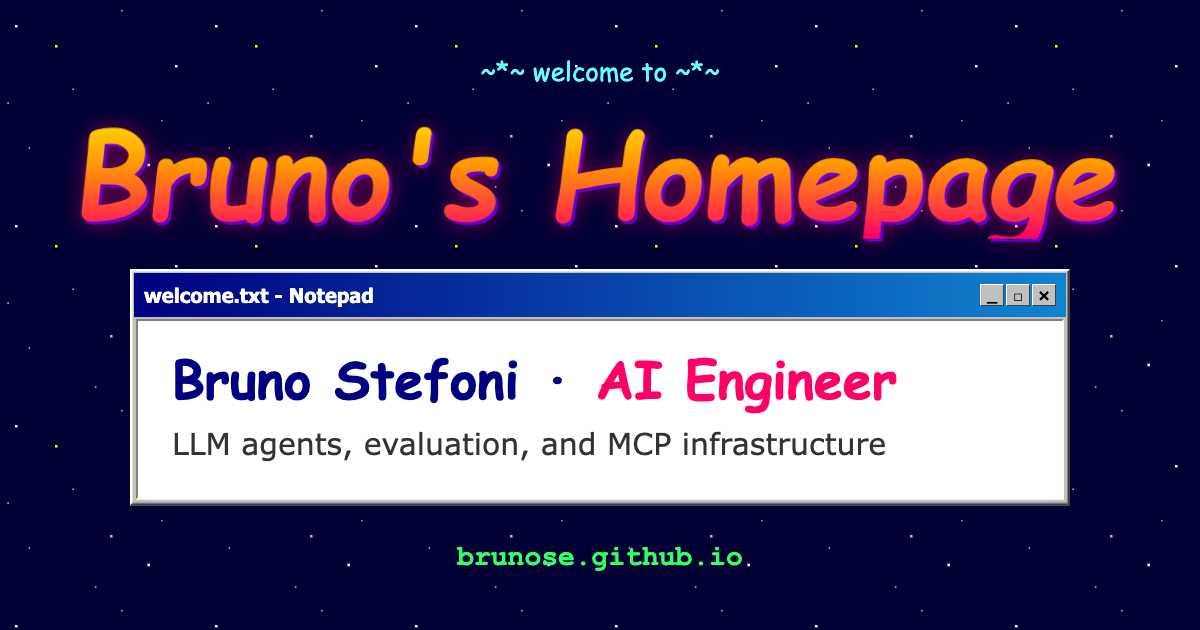 ~*~ welcome to ~*~
Bruno's Homepage
welcome.txt - Notepad
Bruno Stefoni · AI Engineer
LLM agents, evaluation, and MCP infrastructure
brunose.github.io